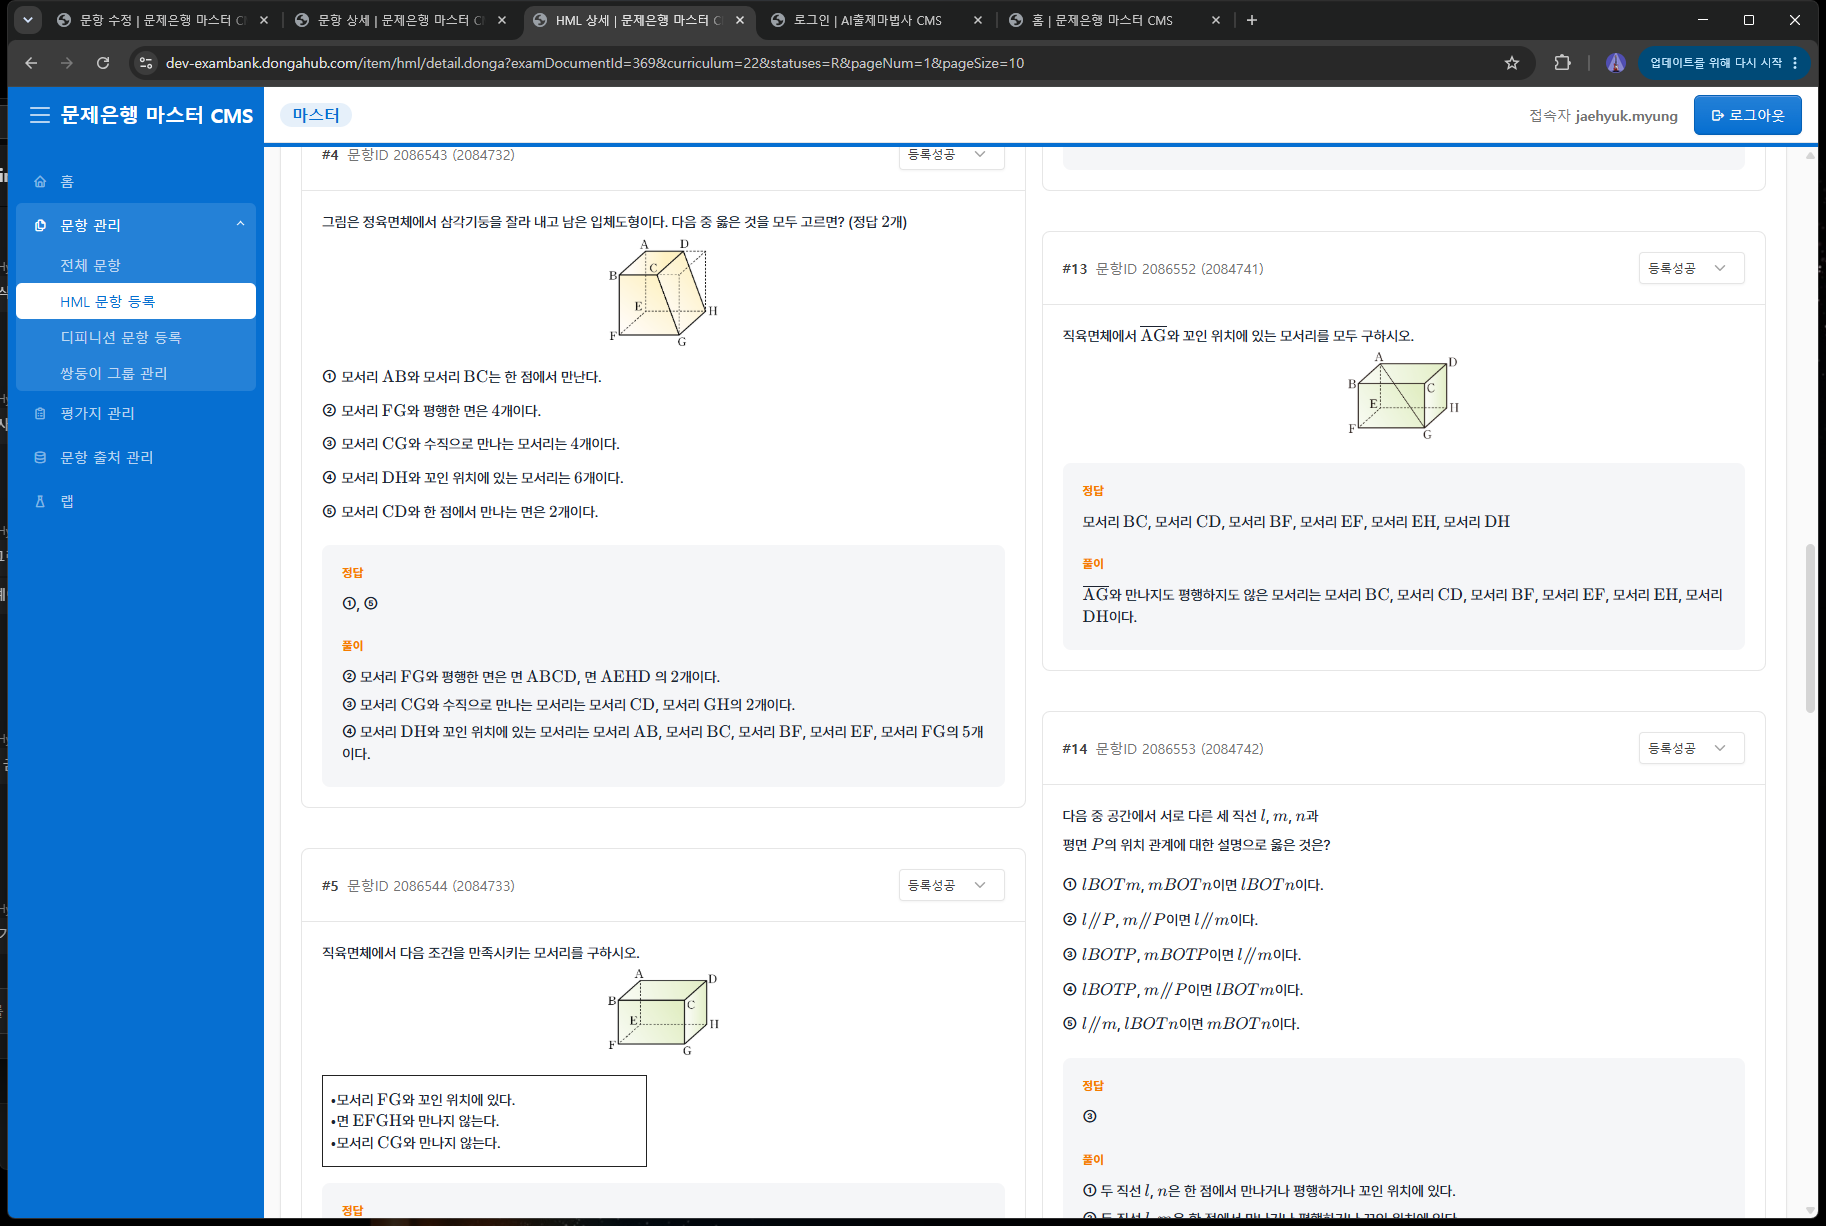 문항 수정 | 문제은행 마스터 C
문항 상세 | 문제은행 마스터 C
HML 상세 | 문제은행 마스터 C
로그인 | AI출제마법사 CMS
홈 | 문제은행 마스터 CMS
dev-exambank.dongahub.com/item/hml/detail.donga?examDocumentId=369&curriculum=22&statuses=R&pageNum=1&pageSize=10
업데이트를 위해 다시 시작
문제은행 마스터 CMS
마스터
접속자 jaehyuk.myung
로그아웃
홈
문항 관리
전체 문항
HML 문항 등록
디피니션 문항 등록
쌍둥이 그룹 관리
평가지 관리
문항 출처 관리
랩
#4 문항ID 2086543 (2084732)
등록성공
그림은 정육면체에서 삼각기둥을 잘라 내고 남은 입체도형이다. 다음 중 옳은 것을 모두 고르면? (정답 2개)
A D
B C
E H
F G
① 모서리 AB와 모서리 BC는 한 점에서 만난다.
② 모서리 FG와 평행한 면은 4개이다.
③ 모서리 CG와 수직으로 만나는 모서리는 4개이다.
④ 모서리 DH와 꼬인 위치에 있는 모서리는 6개이다.
⑤ 모서리 CD와 한 점에서 만나는 면은 2개이다.
정답
①, ⑤
풀이
② 모서리 FG와 평행한 면은 면 ABCD, 면 AEHD 의 2개이다.
③ 모서리 CG와 수직으로 만나는 모서리는 모서리 CD, 모서리 GH의 2개이다.
④ 모서리 DH와 꼬인 위치에 있는 모서리는 모서리 AB, 모서리 BC, 모서리 BF, 모서리 EF, 모서리 FG의 5개
이다.
#5 문항ID 2086544 (2084733)
등록성공
직육면체에서 다음 조건을 만족시키는 모서리를 구하시오.
A D
B C
E H
F G
•모서리 FG와 꼬인 위치에 있다.
•면 EFGH와 만나지 않는다.
•모서리 CG와 만나지 않는다.
정답
#13 문항ID 2086552 (2084741)
등록성공
직육면체에서 A̅G̅와 꼬인 위치에 있는 모서리를 모두 구하시오.
A D
B C
E H
F G
정답
모서리 BC, 모서리 CD, 모서리 BF, 모서리 EF, 모서리 EH, 모서리 DH
풀이
A̅G̅와 만나지도 평행하지도 않은 모서리는 모서리 BC, 모서리 CD, 모서리 BF, 모서리 EF, 모서리 EH, 모서리
DH이다.
#14 문항ID 2086553 (2084742)
등록성공
다음 중 공간에서 서로 다른 세 직선 l, m, n과
평면 P의 위치 관계에 대한 설명으로 옳은 것은?
① lBOTm, mBOTn이면 lBOTn이다.
② l//P, m//P이면 l//m이다.
③ lBOTP, mBOTP이면 l//m이다.
④ lBOTP, m//P이면 lBOTm이다.
⑤ l//m, lBOTn이면 mBOTn이다.
정답
③
풀이
① 두 직선 l, n은 한 점에서 만나거나 평행하거나 꼬인 위치에 있다.
② 두 직선 l, m은 한 점에서 만나거나 평행하거나 꼬인 위치에 있다.